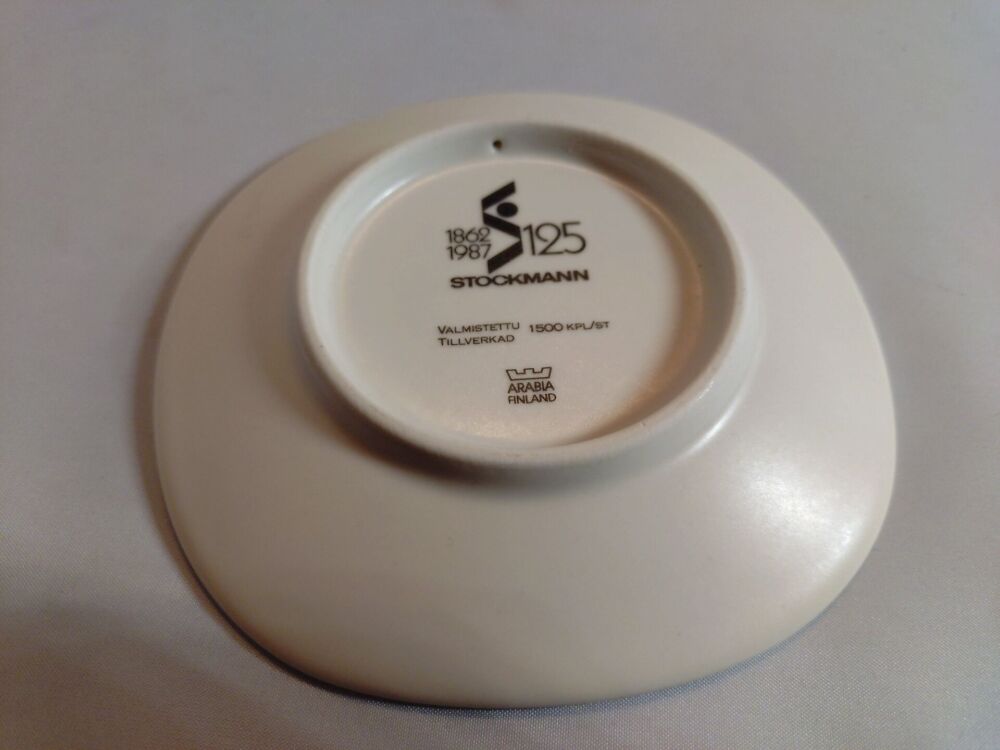 1862 125
1987
STOCKMANN
VALMISTETTU 1500 KPL/ST
TILLVERKAD
ARABIA
FINLAND